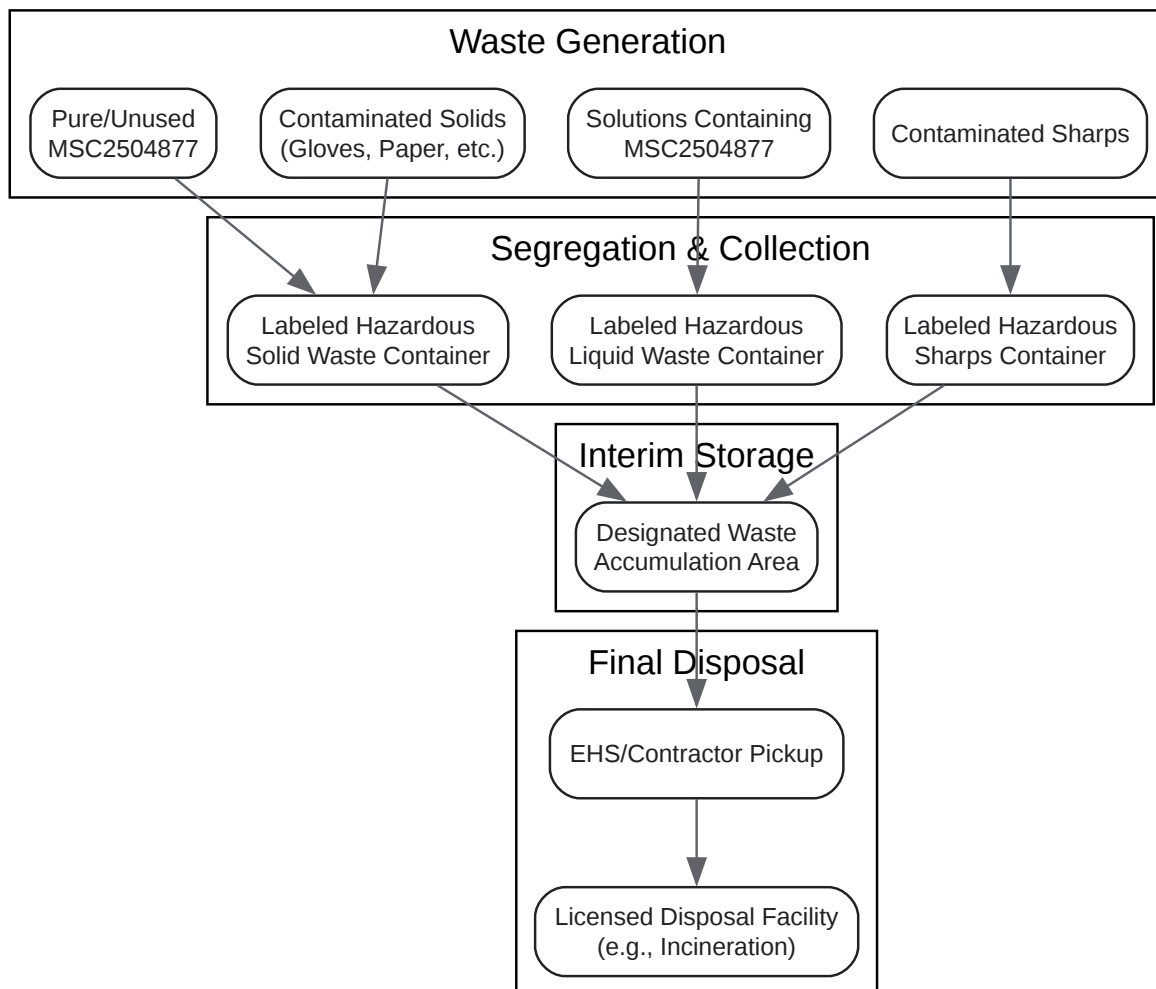 Waste Generation
Pure/Unused
MSC2504877
Contaminated Solids
(Gloves, Paper, etc.)
Solutions Containing
MSC2504877
Contaminated Sharps
Segregation & Collection
Labeled Hazardous
Solid Waste Container
Labeled Hazardous
Liquid Waste Container
Labeled Hazardous
Sharps Container
Interim Storage
Designated Waste
Accumulation Area
Final Disposal
EHS/Contractor Pickup
Licensed Disposal Facility
(e.g., Incineration)